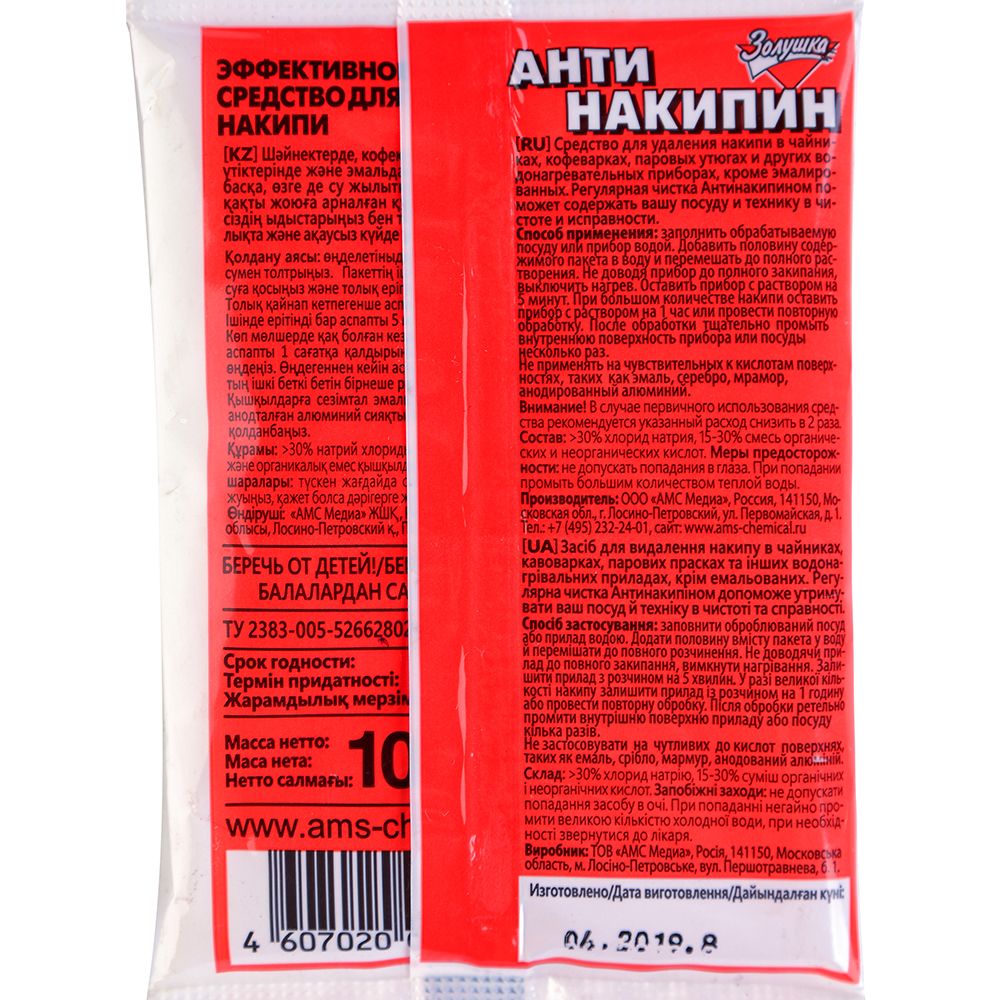 ЭФФЕКТИВНО
СРЕДСТВО ДЛЯ
НАКИПИ
[KZ] Шәйнектерде, кофе
үтіктерінде және эмальда
басқа, өзге де су жылыты
қақты жоюға арналған қ
сіздің ыдыстарыңыз бен т
лықта және ақаусыз күйде
Қолдану аясы: өңделетіныд
сумен толтрыңыз. Пакеттің і
суға қосыңыз және толық еріг
Толық қайнап кетпегенше асп
Ішінде ерітінді бар аспапты 5
Көп мөлшерде қақ болған кез
аспапты 1 сағатқа қалдырың
өңдеңіз. Өңдегеннен кейін ас
тың ішкі беткі бетін бірнеше р
Қышқылдарға сезімтал эмали
анодталған алюминий сияқты
қолданбаңыз.
Құрамы: >30% натрий хлориді
және органикалық емес қышқылд
шаралары: түскен жағдайда с
жуыңыз, қажет болса дәрігерге ж
Өндіруші: «АМС Медиа» ЖШҚ,
облысы, Лосино-Петровский қ., П
БЕРЕЧЬ ОТ ДЕТЕЙ!/БЕ
БАЛАЛАРДАН СА
ТУ 2383-005-52662802
Срок годности:
Термін придатності:
Жарамдылық мерзім
Масса нетто:
Маса нета:
Нетто салмағы: 10
www.ams-ch
4 607020
Золушка
АНТИ
НАКИПИН
[RU] Средство для удаления накипи в чайни-
ках, кофеварках, паровых утюгах и других во-
донагревательных приборах, кроме эмалиро-
ванных. Регулярная чистка Антинакипином по-
может содержать вашу посуду и технику в чи-
стоте и исправности.
Способ применения: заполнить обрабатываемую
посуду или прибор водой. Добавить половину содер-
жимого пакета в воду и перемешать до полного рас-
творения. Не доводя прибор до полного закипания,
выключить нагрев. Оставить прибор с раствором на
5 минут. При большом количестве накипи оставить
прибор с раствором на 1 час или провести повторную
обработку. После обработки тщательно промыть
внутреннюю поверхность прибора или посуды
несколько раз.
Не применять на чувствительных к кислотам поверх-
ностях, таких как эмаль, серебро, мрамор,
анодированный алюминий.
Внимание! В случае первичного использования сред-
ства рекомендуется указанный расход снизить в 2 раза.
Состав: >30% хлорид натрия, 15-30% смесь органичес-
ких и неорганических кислот. Меры предосторож-
ности: не допускать попадания в глаза. При попадании
промыть большим количеством теплой воды.
Производитель: ООО «АМС Медиа», Россия, 141150, Мо-
сковская обл., г. Лосино-Петровский, ул. Первомайская, д.1.
Тел.: +7 (495) 232-24-01, сайт: www.ams-chemical.ru
[UA] Засіб для видалення накипу в чайниках,
кавоварках, парових прасках та інших водона-
грівальних приладах, крім емальованих. Регу-
лярна чистка Антинакипіном допоможе утриму-
вати ваш посуд й техніку в чистоті та справності.
Спосіб застосування: заповнити оброблюваний посуд
або прилад водою. Додати половину вмісту пакета у воду
й перемішати до повного розчинення. Не доводячи при-
лад до повного закипання, вимкнути нагрівання. Зали-
шити прилад з розчином на 5 хвилин. У разі великої кіль-
кості накипу залишити прилад із розчином на 1 годину
або провести повторну обробку. Після обробки ретельно
промити внутрішню поверхню приладу або посуду
кілька разів.
Не застосовувати на чутливих до кислот поверхнях,
таких як емаль, срібло, мармур, анодований алюміній.
Склад: >30% хлорид натрію, 15-30% суміш органічних
і неорганічних кислот. Запобіжні заходи: не допускати
попадання засобу в очі. При попаданні негайно про-
мити великою кількістю холодної води, при необхід-
ності звернутися до лікаря.
Виробник: ТОВ «АМС Медиа», Росія, 141150, Московська
область, м. Лосіно-Петровське, вул. Першотравнева, б.1.
Изготовлено/Дата виготовлення/Дайындалған күні:
04.2019.8